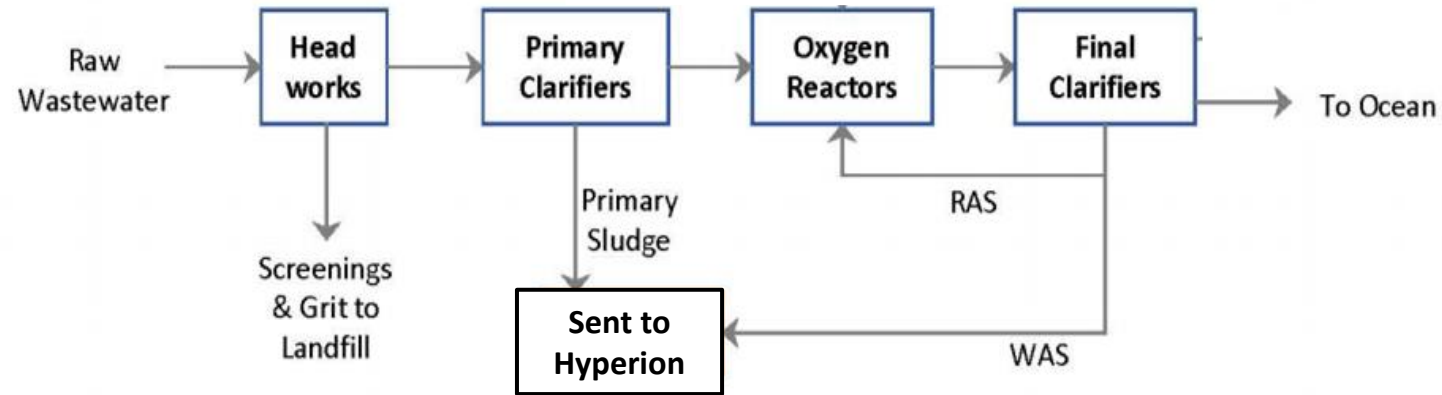 Raw
Wastewater
Head
works
Primary
Clarifiers
Oxygen
Reactors
Final
Clarifiers
To Ocean
RAS
Primary
Sludge
Screenings
& Grit to
Landfill
Sent to
Hyperion
WAS